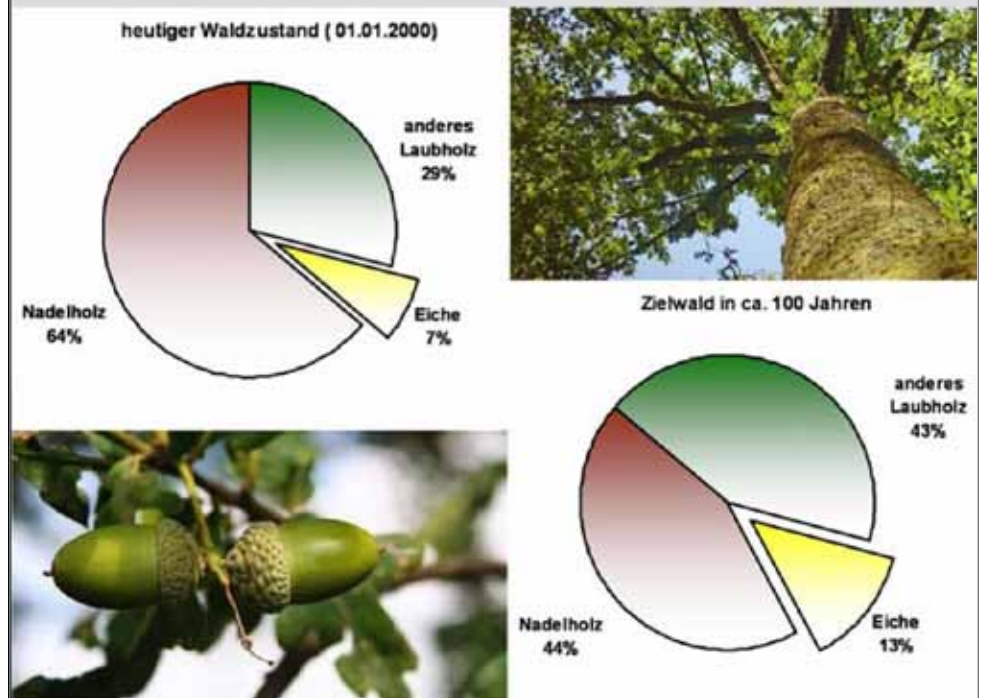 heutiger Waldzustand ( 01.01.2000)
anderes
Laubholz
29%
Nadelholz
64%
Eiche
7%
Zielwald in ca. 100 Jahren
anderes
Laubholz
43%
Nadelholz
44%
Eiche
13%